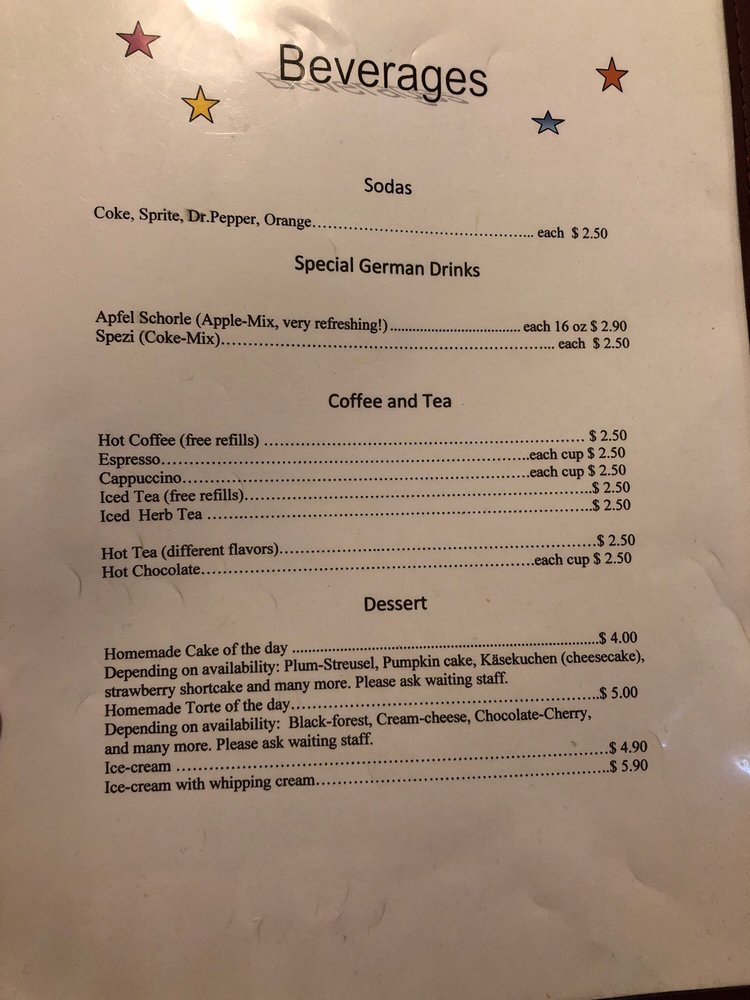 Beverages
Sodas
Coke, Sprite, Dr.Pepper, Orange.......................................................... each $ 2.50
Special German Drinks
Apfel Schorle (Apple-Mix, very refreshing!)................................... each 16 oz $ 2.90
Spezi (Coke-Mix)..................................................................... each $ 2.50
Coffee and Tea
Hot Coffee (free refills) .................................................................. $ 2.50
Espresso............................................................................each cup $ 2.50
Cappuccino........................................................................each cup $ 2.50
Iced Tea (free refills)........................................................................$ 2.50
Iced Herb Tea ................................................................................$ 2.50
Hot Tea (different flavors)..................................................................$ 2.50
Hot Chocolate.....................................................................each cup $ 2.50
Dessert
Homemade Cake of the day ...............................................................................$ 4.00
Depending on availability: Plum-Streusel, Pumpkin cake, Käsekuchen (cheesecake),
strawberry shortcake and many more. Please ask waiting staff.
Homemade Torte of the day................................................................$ 5.00
Depending on availability: Black-forest, Cream-cheese, Chocolate-Cherry,
and many more. Please ask waiting staff.
Ice-cream .........................................................................................$ 4.90
Ice-cream with whipping cream.............................................................$ 5.90